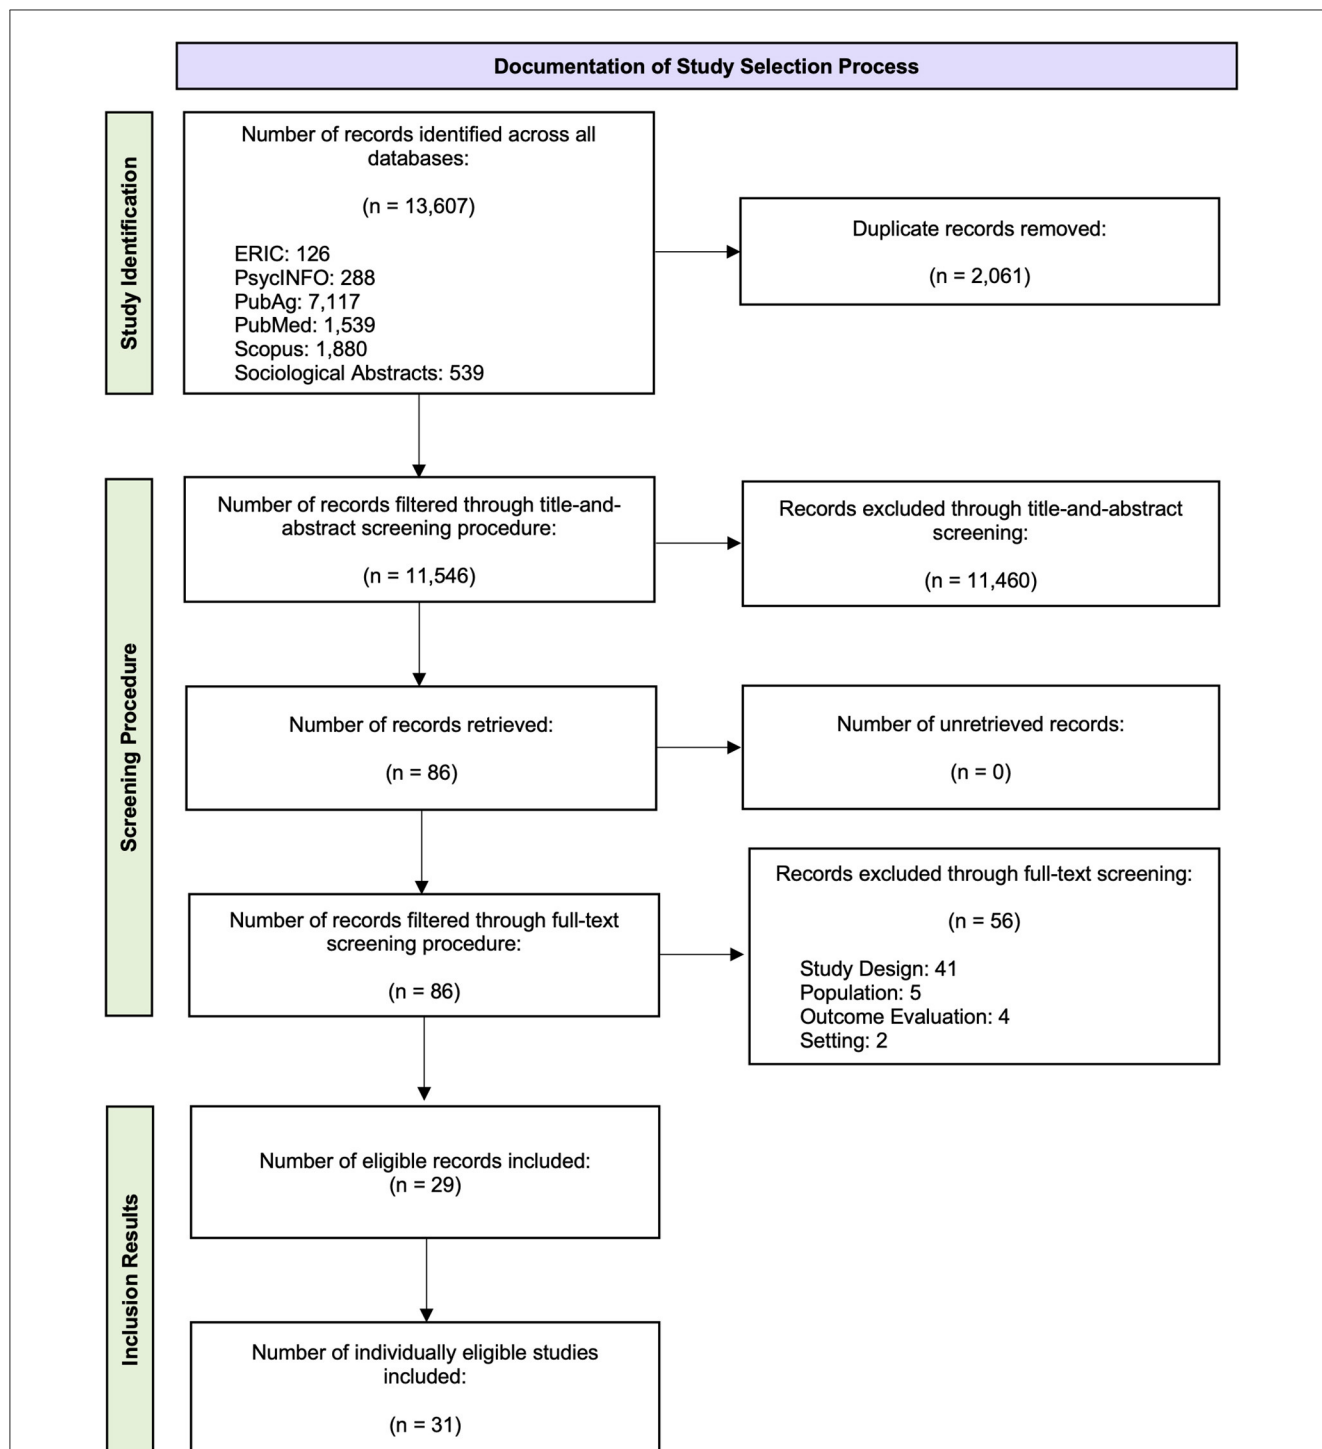 Documentation of Study Selection Process
Study Identification
Number of records identified across all
databases:
(n = 13,607)
ERIC: 126
PsycINFO: 288
PubAg: 7,117
PubMed: 1,539
Scopus: 1,880
Sociological Abstracts: 539
Duplicate records removed:
(n = 2,061)
Screening Procedure
Number of records filtered through title-and-
abstract screening procedure:
(n = 11,546)
Records excluded through title-and-abstract
screening:
(n = 11,460)
Number of records retrieved:
(n = 86)
Number of unretrieved records:
(n = 0)
Number of records filtered through full-text
screening procedure:
(n = 86)
Records excluded through full-text screening:
(n = 56)
Study Design: 41
Population: 5
Outcome Evaluation: 4
Setting: 2
Inclusion Results
Number of eligible records included:
(n = 29)
Number of individually eligible studies
included:
(n = 31)